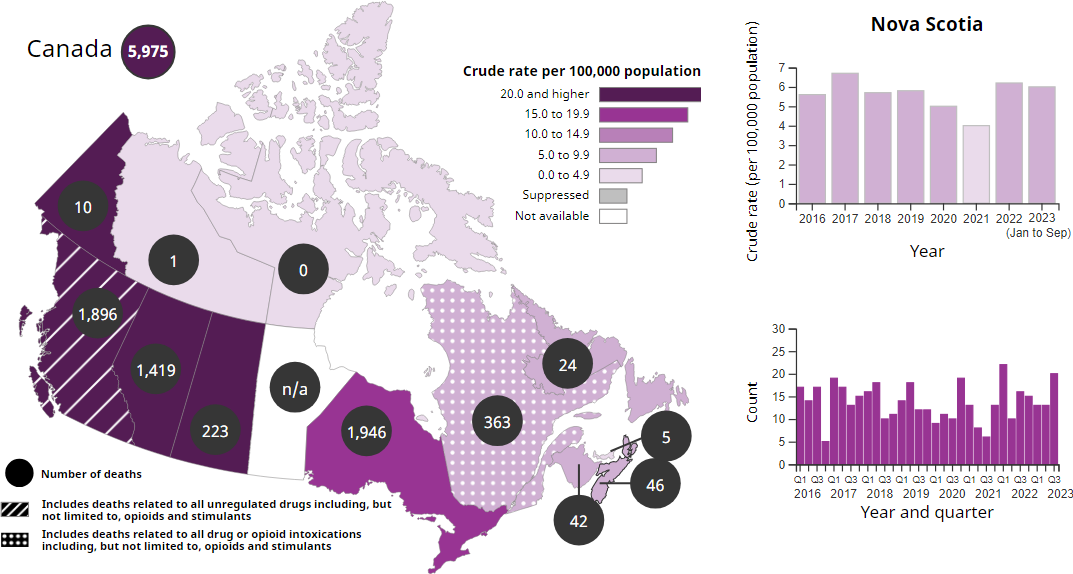 Canada 5,975
Crude rate per 100,000 population
20.0 and higher
15.0 to 19.9
10.0 to 14.9
5.0 to 9.9
0.0 to 4.9
Suppressed
Not available
10
1
0
1,896
1,419
223
n/a
1,946
363
24
5
46
42
Number of deaths
Includes deaths related to all unregulated drugs including, but
not limited to, opioids and stimulants
Includes deaths related to all drug or opioid intoxications
including, but not limited to, opioids and stimulants
Nova Scotia
Crude rate (per 100,000 population)
7
6
5
4
3
2
1
0
2016 2017 2018 2019 2020 2021 2022 2023
(Jan to Sep)
Year
Count
30
25
20
15
10
5
0
Q1 Q3 Q1 Q3 Q1 Q3 Q1 Q3 Q1 Q3 Q1 Q3 Q1 Q3 Q1 Q3
2016 2017 2018 2019 2020 2021 2022 2023
Year and quarter